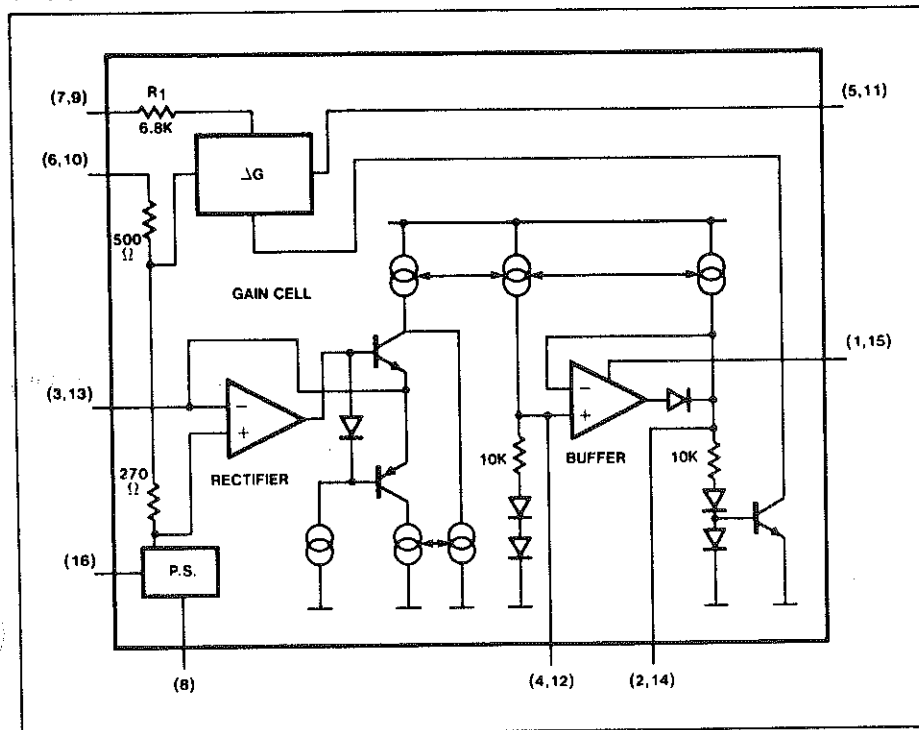 (7,9)
R1
6.8K
(5,11)
(6,10)
ΔG
500
Ω
GAIN CELL
(1,15)
(3,13)
−
+
−
+
270
Ω
RECTIFIER
10K
BUFFER
10K
(16)
P.S.
(8)
(4,12)
(2,14)